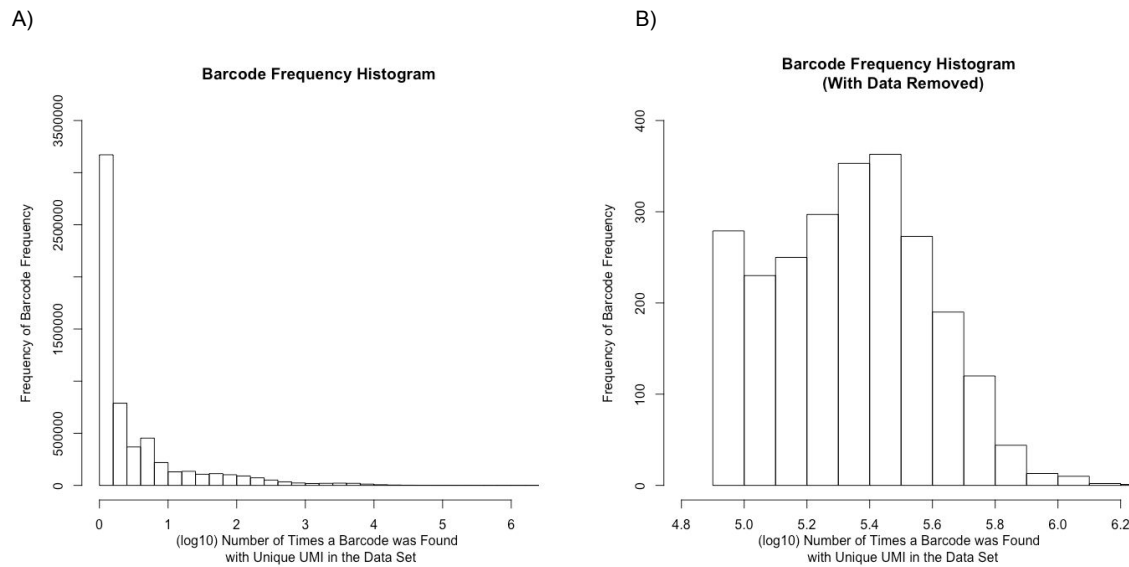 A)
Barcode Frequency Histogram
Frequency of Barcode Frequency
3500000
2500000
1500000
500000
0
0 1 2 3 4 5 6
(log10) Number of Times a Barcode was Found
with Unique UMI in the Data Set
B)
Barcode Frequency Histogram
(With Data Removed)
Frequency of Barcode Frequency
400
300
200
100
0
4.8 5.0 5.2 5.4 5.6 5.8 6.0 6.2
(log10) Number of Times a Barcode was Found
with Unique UMI in the Data Set